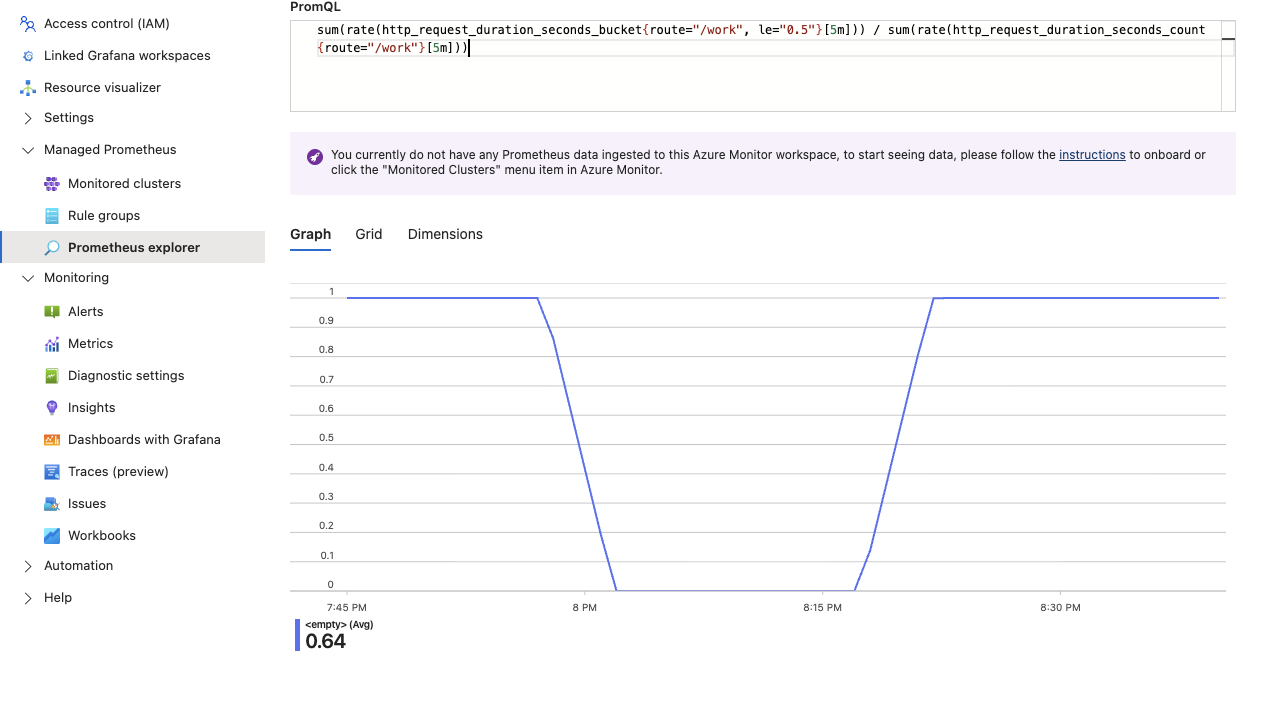 Access control (IAM)
Linked Grafana workspaces
Resource visualizer
Settings
Managed Prometheus
Monitored clusters
Rule groups
Prometheus explorer
Monitoring
Alerts
Metrics
Diagnostic settings
Insights
Dashboards with Grafana
Traces (preview)
Issues
Workbooks
Automation
Help
PromQL
sum(rate(http_request_duration_seconds_bucket{route="/work", le="0.5"}[5m])) / sum(rate(http_request_duration_seconds_count
{route="/work"}[5m]))
You currently do not have any Prometheus data ingested to this Azure Monitor workspace, to start seeing data, please follow the instructions to onboard or
click the "Monitored Clusters" menu item in Azure Monitor.
Graph Grid Dimensions
1
0.9
0.8
0.7
0.6
0.5
0.4
0.3
0.2
0.1
0
7:45 PM 8 PM 8:15 PM 8:30 PM
<empty> (Avg)
0.64